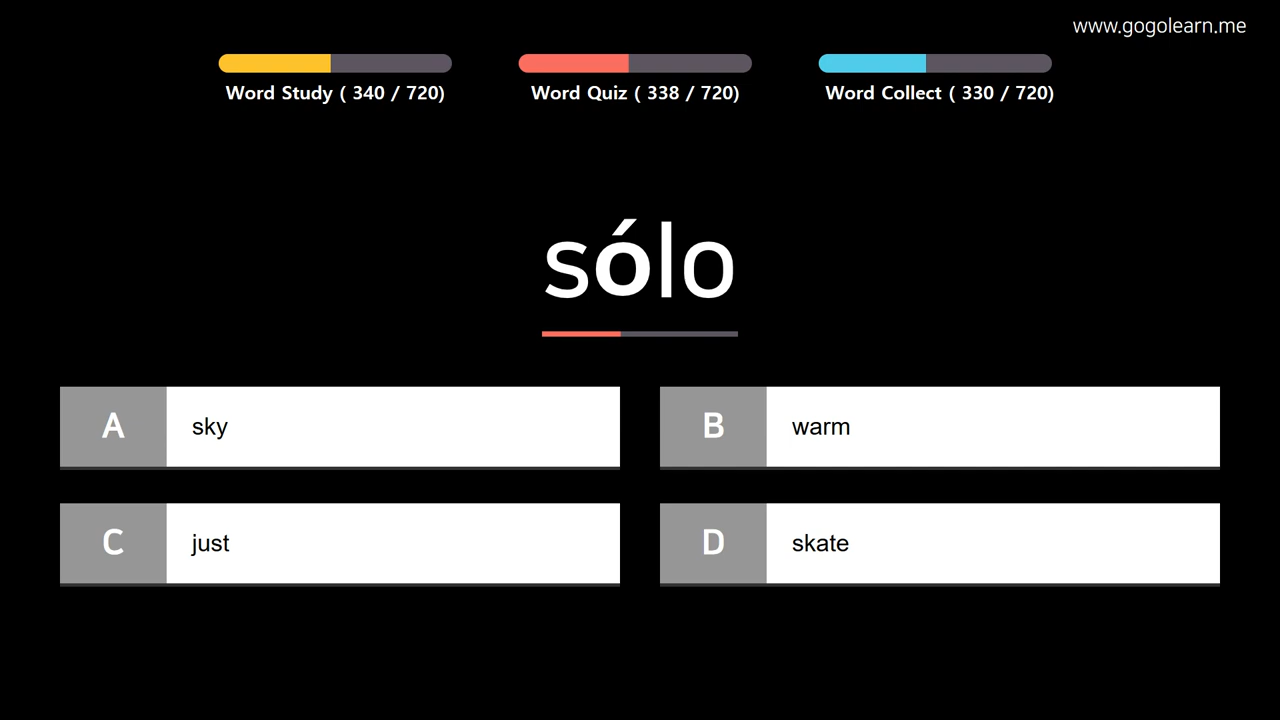 www.gogolearn.me
Word Study ( 340 / 720) Word Quiz ( 338 / 720) Word Collect ( 330 / 720)
sólo
A sky
B warm
C just
D skate